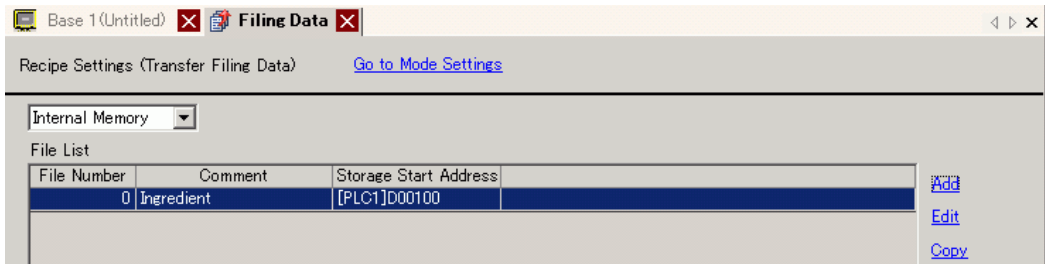 Base 1(Untitled) Filing Data
Recipe Settings (Transfer Filing Data) Go to Mode Settings
Internal Memory
File List
File Number Comment Storage Start Address
0 Ingredient [PLC1]D00100
Add
Edit
Copy